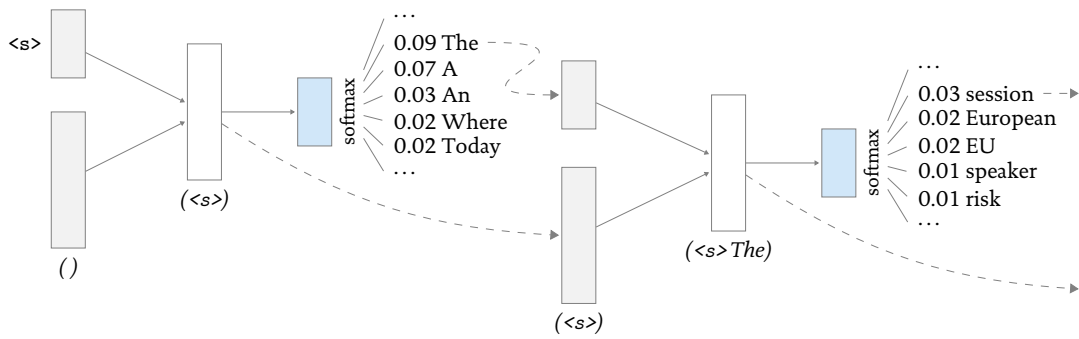 <s>
()
(<s>)
softmax
...
0.09 The
0.07 A
0.03 An
0.02 Where
0.02 Today
...
(<s>)
(<s>The)
softmax
...
0.03 session
0.02 European
0.02 EU
0.01 speaker
0.01 risk
...